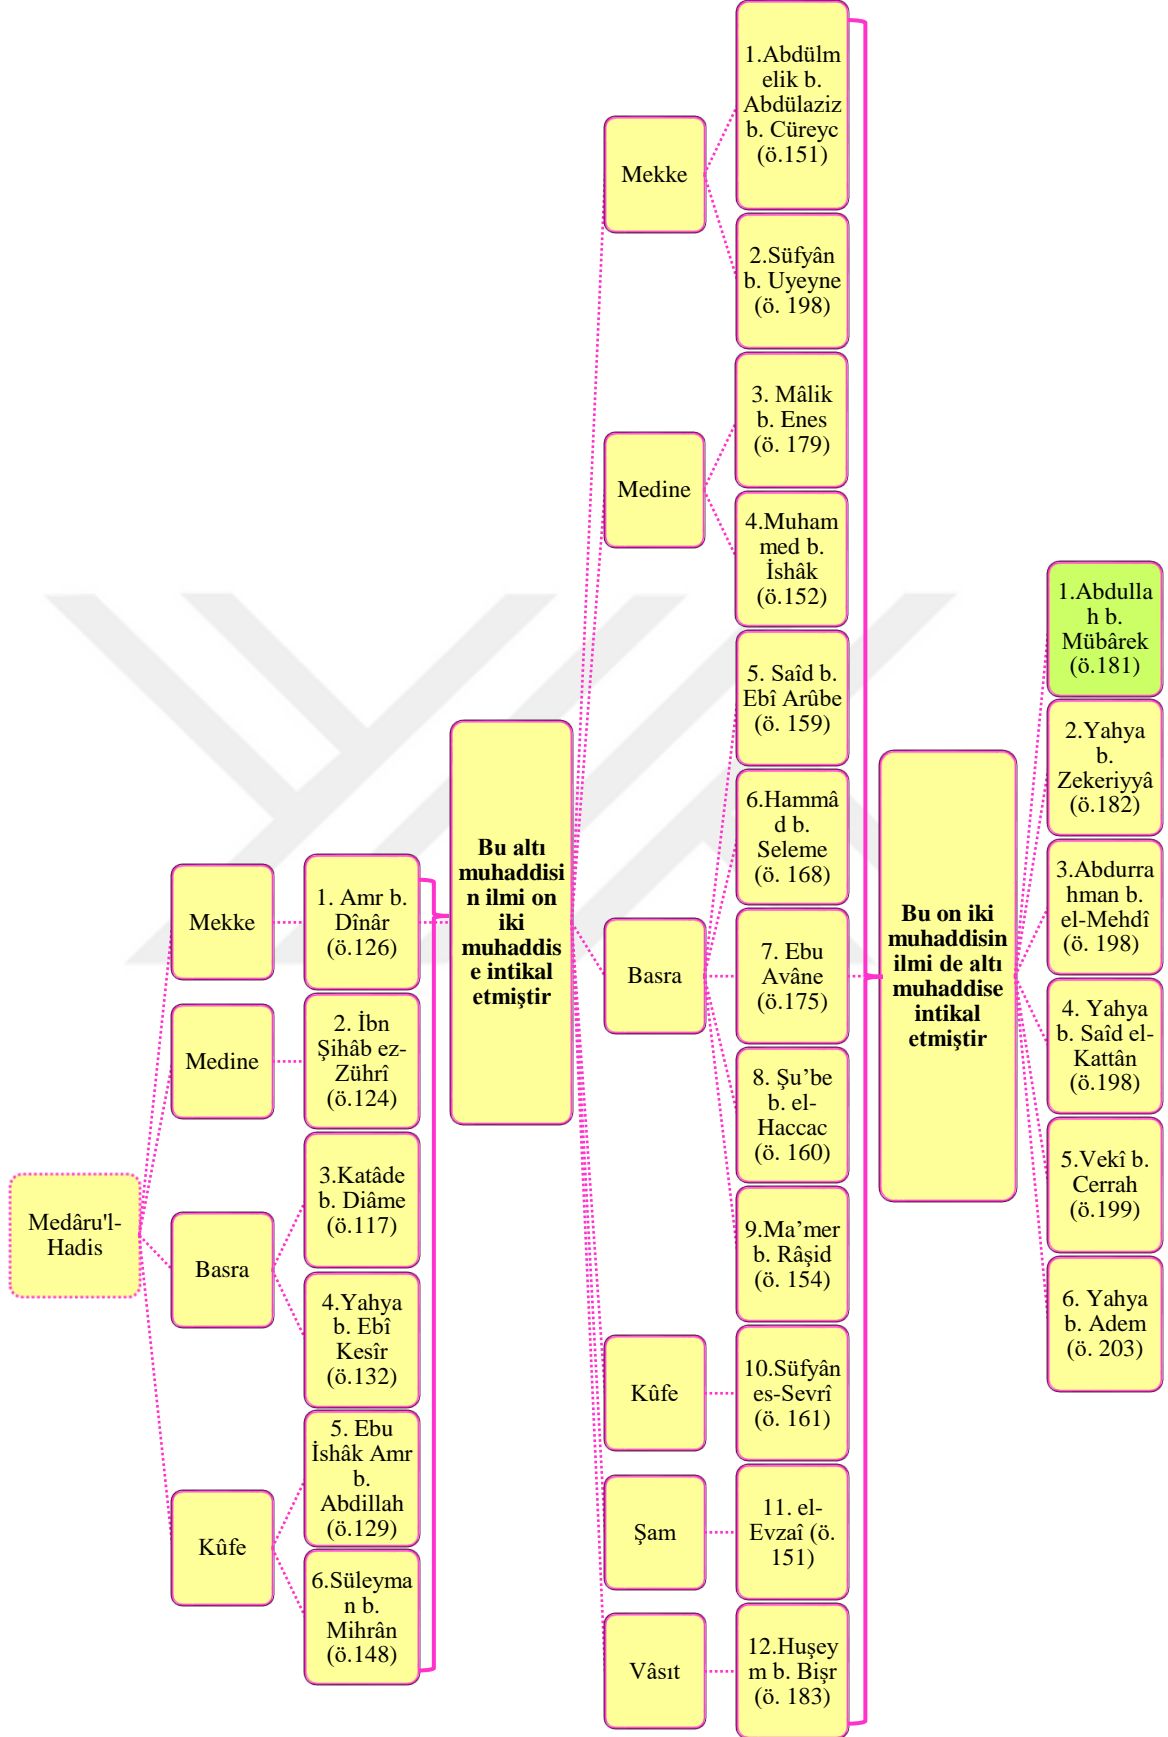 Medâru'l-
Hadis
Mekke
1. Amr b.
Dînâr
(ö.126)
Medine
2. İbn
Şihâb ez-
Zührî
(ö.124)
Basra
3.Katâde
b. Diâme
(ö.117)
4.Yahya
b. Ebî
Kesîr
(ö.132)
Kûfe
5. Ebu
İshâk Amr
b.
Abdillah
(ö.129)
6.Süleyma
n b.
Mihrân
(ö.148)
Bu altı
muhaddisi
n ilmi on
iki
muhaddis
e intikal
etmiştir
Mekke
1.Abdülm
elik b.
Abdülaziz
b. Cüreyc
(ö.151)
2.Süfyân
b. Uyeyne
(ö. 198)
Medine
3. Mâlik
b. Enes
(ö. 179)
4.Muham
med b.
İshâk
(ö.152)
Basra
5. Saîd b.
Ebî Arûbe
(ö. 159)
6.Hammâ
d b.
Seleme
(ö. 168)
7. Ebu
Avâne
(ö.175)
8. Şu’be
b. el-
Haccac
(ö. 160)
9.Ma’mer
b. Râşid
(ö. 154)
Kûfe
10.Süfyân
es-Sevrî
(ö. 161)
Şam
11. el-
Evzaî (ö.
151)
Vâsıt
12.Huşey
m b. Bişr
(ö. 183)
Bu on iki
muhaddisin
ilmi de altı
muhaddise
intikal
etmiştir
1.Abdulla
h b.
Mübârek
(ö.181)
2.Yahya
b.
Zekeriyyâ
(ö.182)
3.Abdurra
hman b.
el-Mehdî
(ö. 198)
4. Yahya
b. Saîd el-
Kattân
(ö.198)
5.Vekî b.
Cerrah
(ö.199)
6. Yahya
b. Adem
(ö. 203)